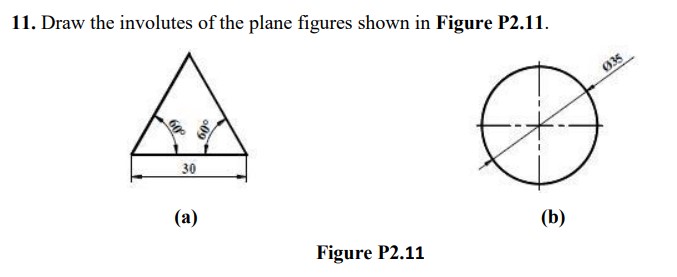 11. Draw the involutes of the plane figures shown in Figure P2.11.
Ø35
60° 60°
30
(a) (b)
Figure P2.11